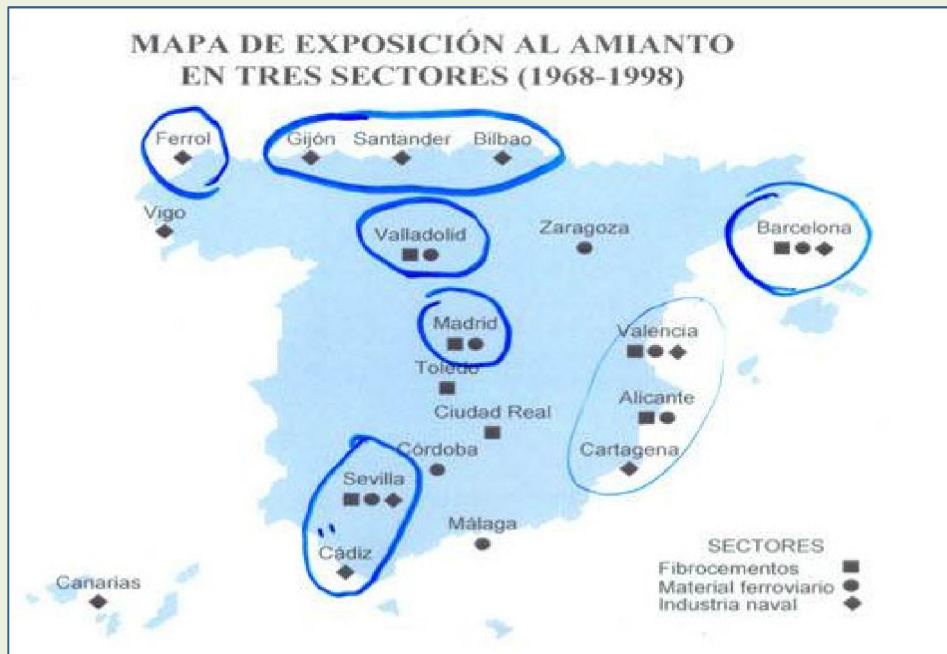 MAPA DE EXPOSICIÓN AL AMIANTO
EN TRES SECTORES (1968-1998)
Ferrol
Gijón
Santander
Bilbao
Vigo
Valladolid
Zaragoza
Barcelona
Madrid
Valencia
Toledo
Alicante
Ciudad Real
Córdoba
Cartagena
Sevilla
Málaga
Cádiz
Canarias
SECTORES
Fibrocementos
Material ferroviario
Industria naval